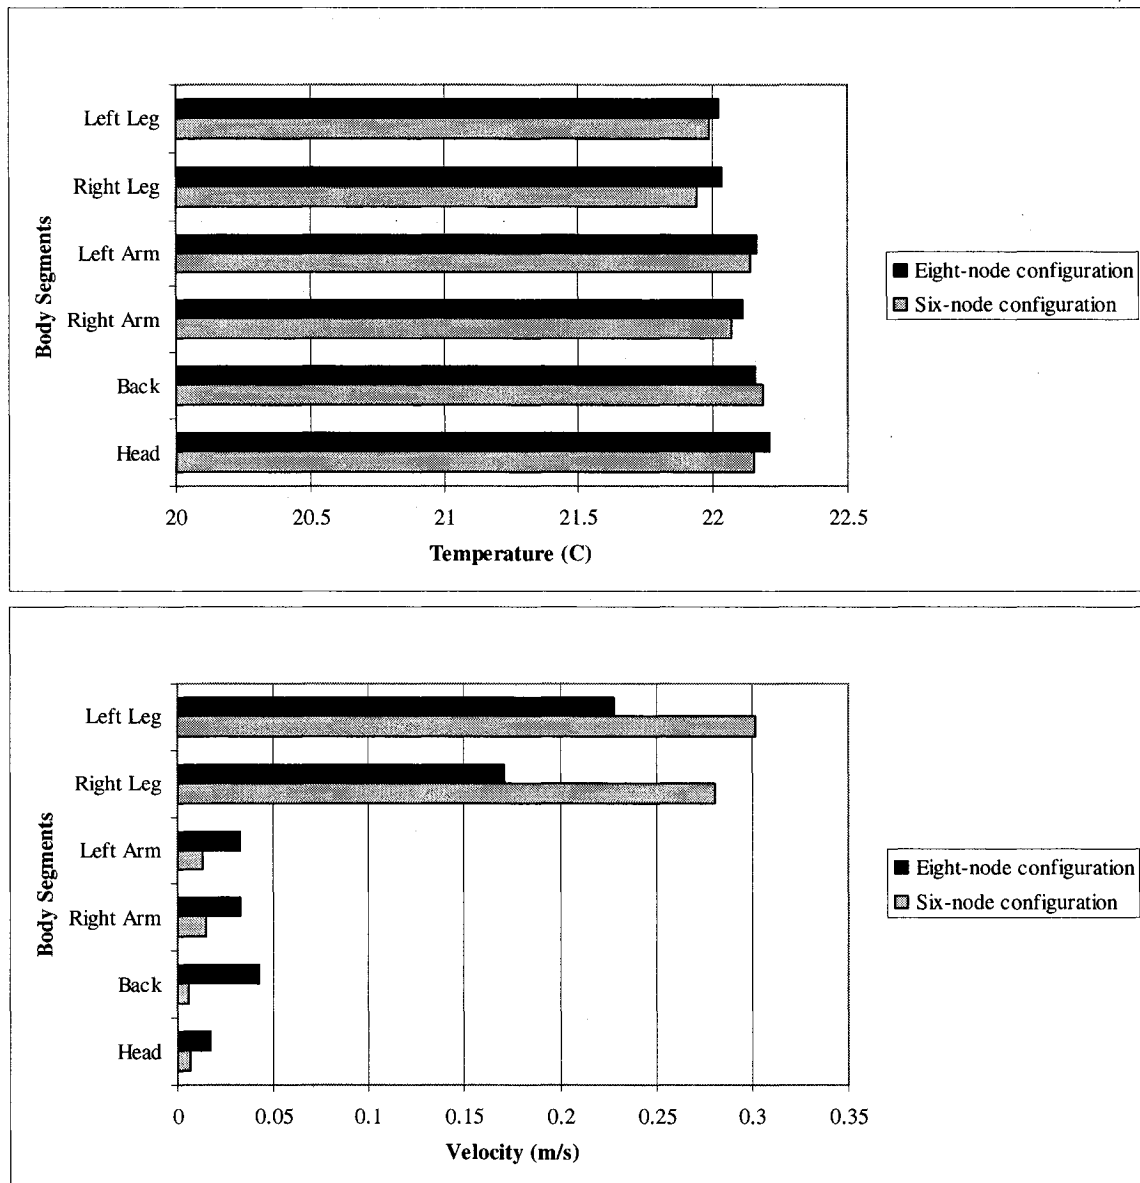 Left Leg
Right Leg
Left Arm
Right Arm
Back
Head
Body Segments
20 20.5 21 21.5 22 22.5
Temperature (C)
Eight-node configuration
Six-node configuration
Left Leg
Right Leg
Left Arm
Right Arm
Back
Head
Body Segments
0 0.05 0.1 0.15 0.2 0.25 0.3 0.35
Velocity (m/s)
Eight-node configuration
Six-node configuration